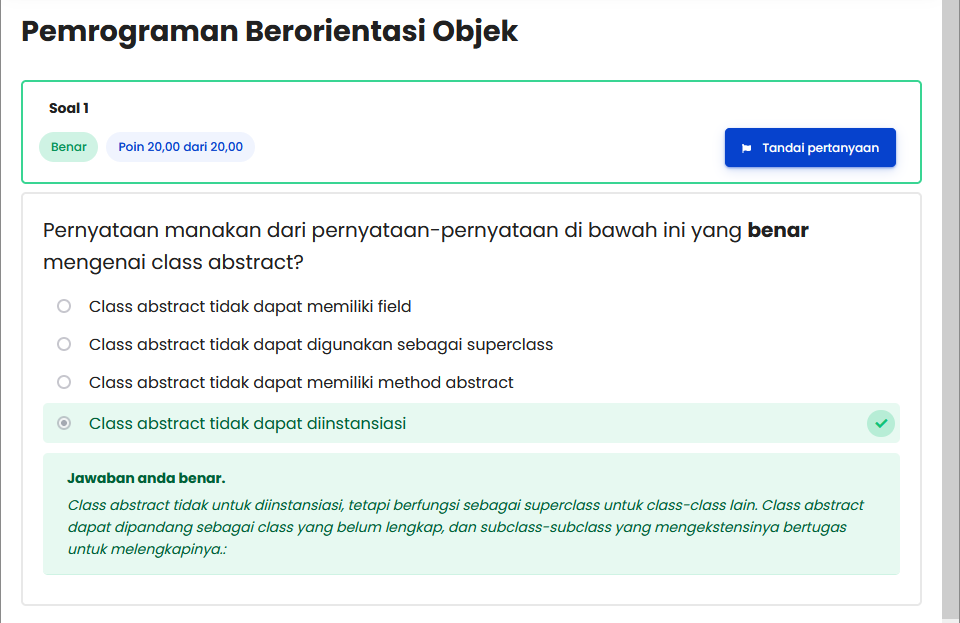 Pemrograman Berorientasi Objek
Soal 1
Benar
Poin 20,00 dari 20,00
Tandai pertanyaan
Pernyataan manakan dari pernyataan-pernyataan di bawah ini yang benar
mengenai class abstract?
Class abstract tidak dapat memiliki field
Class abstract tidak dapat digunakan sebagai superclass
Class abstract tidak dapat memiliki method abstract
Class abstract tidak dapat diinstansiasi
Jawaban anda benar.
Class abstract tidak untuk diinstansiasi, tetapi berfungsi sebagai superclass untuk class-class lain. Class abstract
dapat dipandang sebagai class yang belum lengkap, dan subclass-subclass yang mengekstensinya bertugas
untuk melengkapinya.: